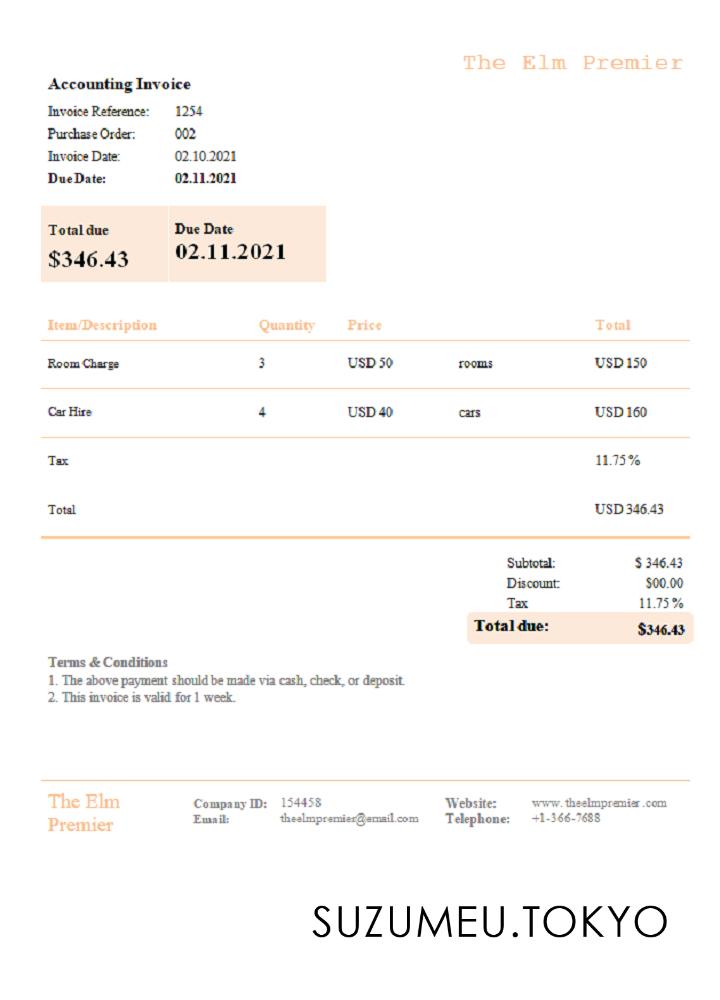 The Elm Premier
Accounting Invoice
Invoice Reference: 1254
Purchase Order: 002
Invoice Date: 02.10.2021
Due Date: 02.11.2021
Total due Due Date
$346.43 02.11.2021
Item/Description Quantity Price Total
Room Charge 3 USD 50 rooms USD 150
Car Hire 4 USD 40 cars USD 160
Tax 11.75%
Total USD 346.43
Subtotal: $ 346.43
Discount: $00.00
Tax 11.75%
Total due: $346.43
Terms & Conditions
1. The above payment should be made via cash, check, or deposit.
2. This invoice is valid for 1 week.
The Elm
Premier
Company ID: 154458
Email: theelmpremier@email.com
Website: www.theelmpremier.com
Telephone: +1-366-7688
SUZUMEU.TOKYO